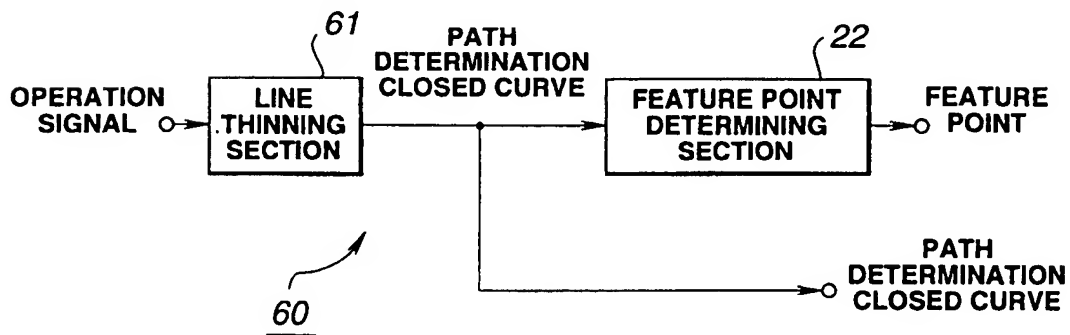 61
22
PATH
DETERMINATION
CLOSED CURVE
OPERATION
SIGNAL
LINE
THINNING
SECTION
FEATURE POINT
DETERMINING
SECTION
FEATURE
POINT
PATH
DETERMINATION
CLOSED CURVE
60